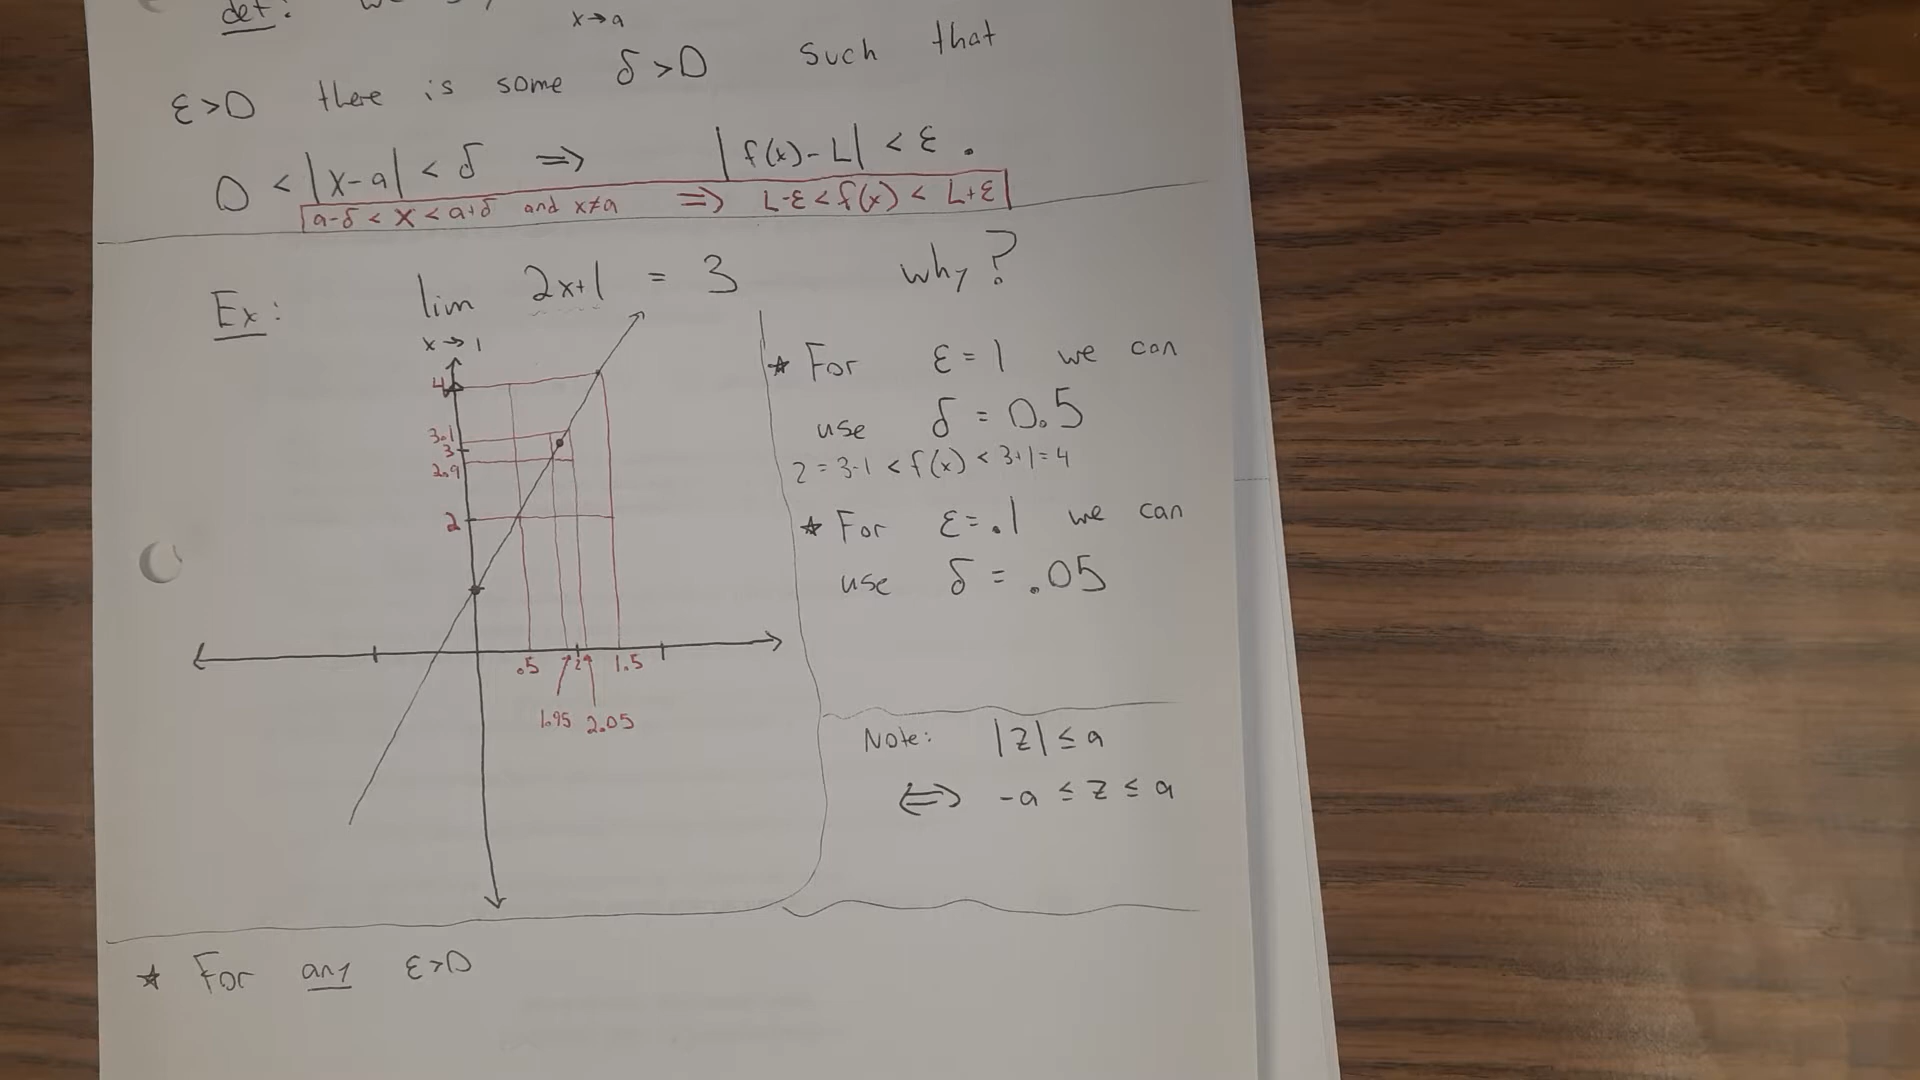 def:
x→a
ε>0 there is some δ>0 such that
0 < |x-a| < δ ⇒ |f(x)-L| < ε.
a-δ < x < a+δ and x≠a ⇒ L-ε < f(x) < L+ε
Ex: lim 2x+1 = 3 why?
x→1
4
3.1
3
2.9
2
.5 1.5
1.95 2.05
★ For ε = 1 we can
use δ = 0.5
2 = 3-1 < f(x) < 3+1 = 4
★ For ε = .1 we can
use δ = .05
Note: |z| ≤ a
⇔ -a ≤ z ≤ a
★ For any ε>0